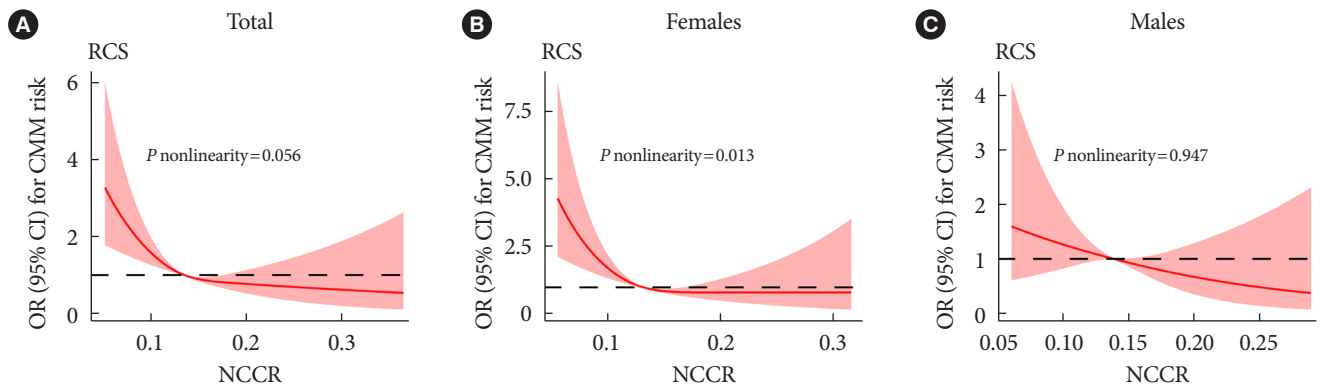 A
Total
RCS
OR (95% CI) for CMM risk
6
4
2
0
P nonlinearity=0.056
0.1
0.2
0.3
NCCR
B
Females
RCS
OR (95% CI) for CMM risk
7.5
5.0
2.5
0
P nonlinearity=0.013
0.1
0.2
0.3
NCCR
C
Males
RCS
OR (95% CI) for CMM risk
4
3
2
1
0
P nonlinearity=0.947
0.05
0.10
0.15
0.20
0.25
NCCR